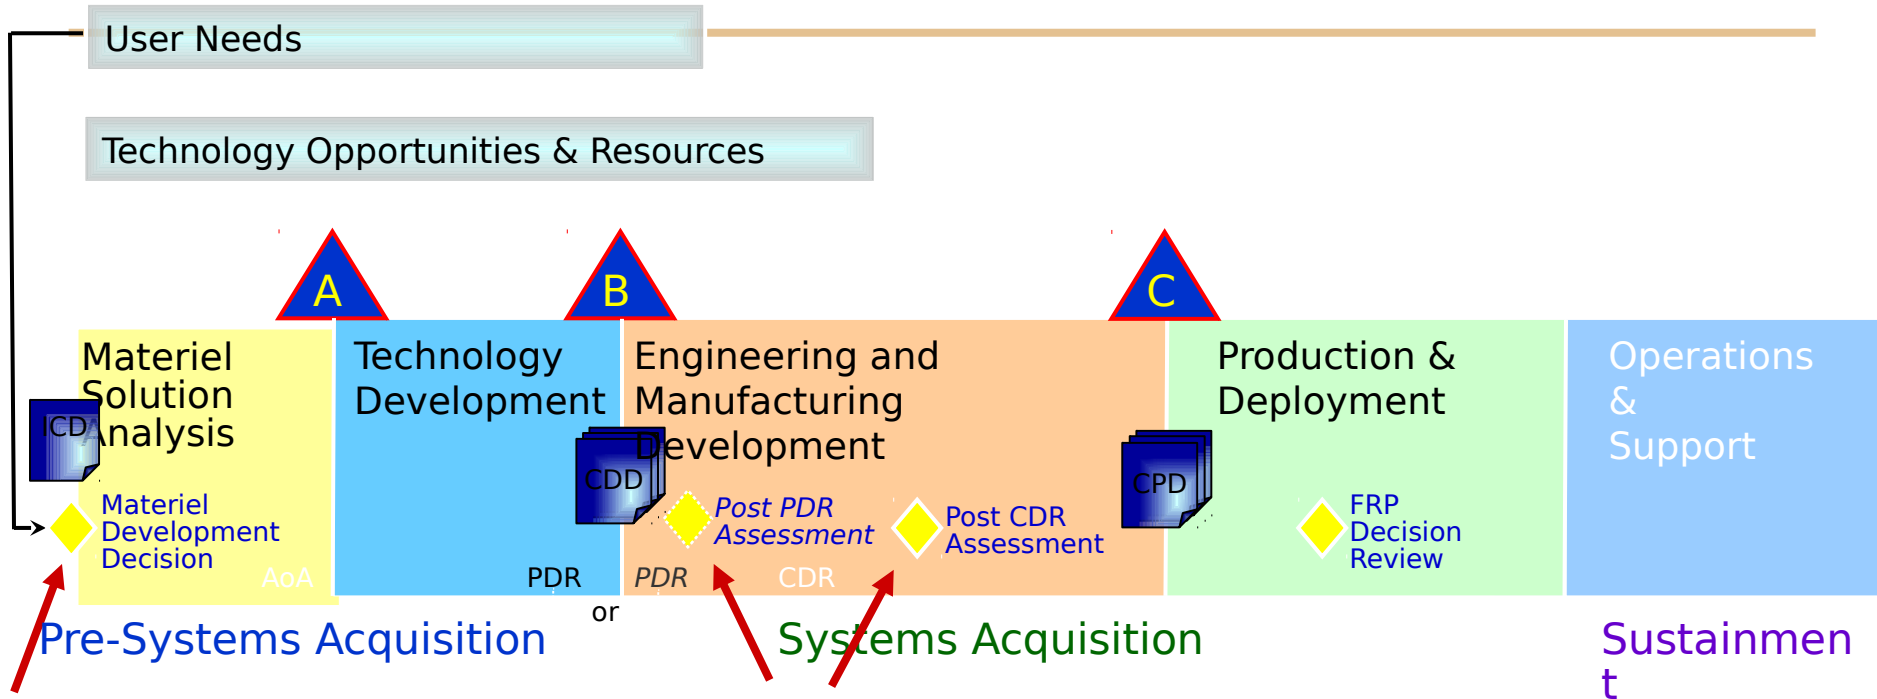 User Needs
Technology Opportunities & Resources
A
B
C
Materiel
Solution
Analysis
Technology
Development
Engineering and
Manufacturing
Development
Production &
Deployment
Operations
&
Support
ICD
CDD
CPD
Materiel
Development
Decision
Post PDR
Assessment
Post CDR
Assessment
FRP
Decision
Review
AoA
PDR
PDR
CDR
or
Pre-Systems Acquisition
Systems Acquisition
Sustainmen
t